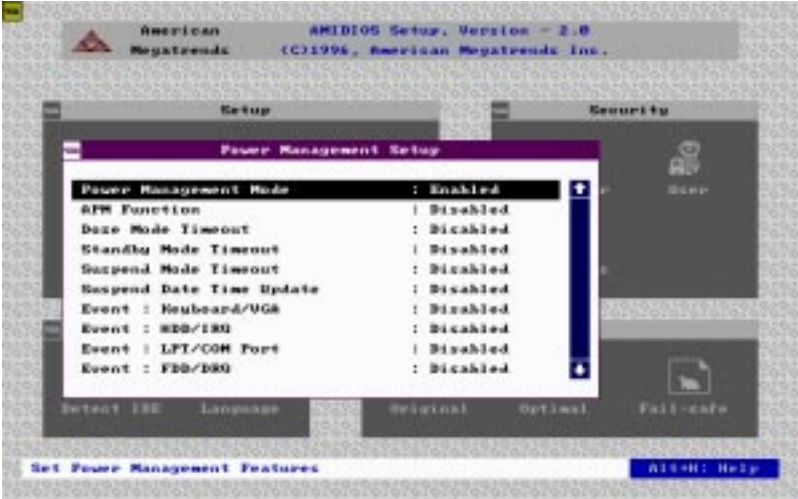 American
Megatrends
AMIBIOS Setup, Version - 2.0
(C)1996, American Megatrends Inc.
Setup
Security
Power Management Setup
User
Power Management Mode : Enabled
APM Function : Disabled
Doze Mode Timeout : Disabled
Standby Mode Timeout : Disabled
Suspend Mode Timeout : Disabled
Suspend Date Time Update : Disabled
Event : Keyboard/VGA : Disabled
Event : HDD/IRQ : Disabled
Event : LPT/COM Port : Disabled
Event : FDD/DRQ : Disabled
Detect IDE Language Original Optimal Fail-safe
Set Power Management Features
Alt+H: Help